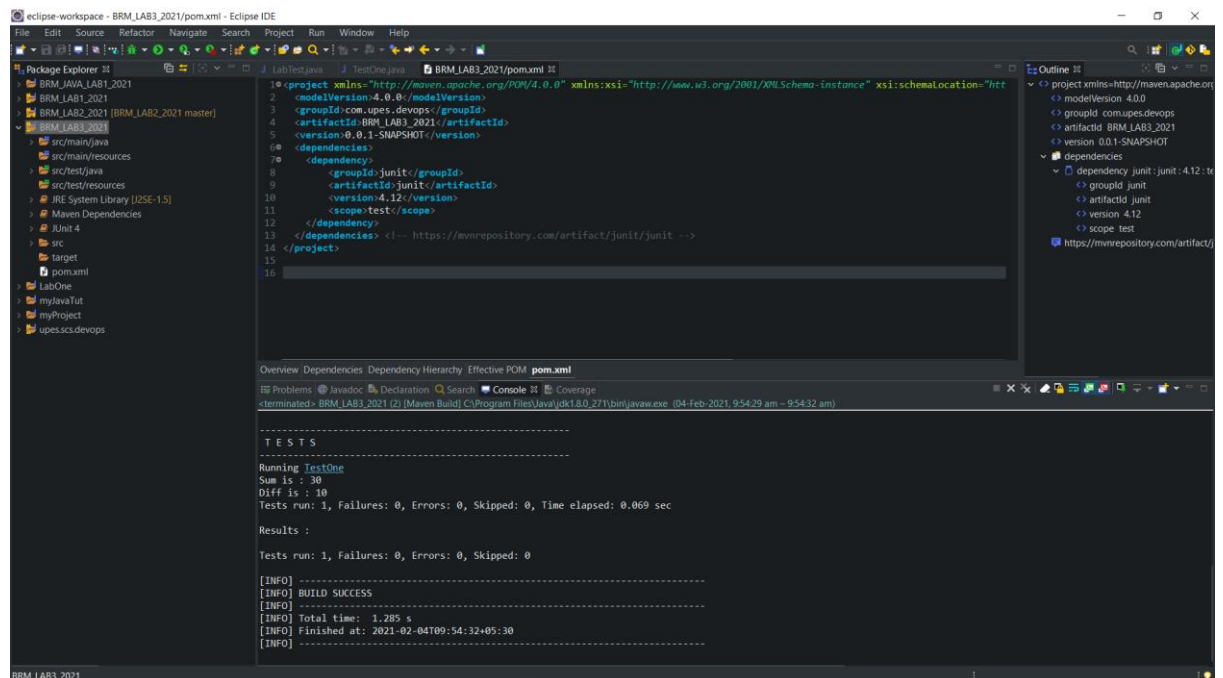 eclipse-workspace - BRM_LAB3_2021/pom.xml - Eclipse IDE
File Edit Source Refactor Navigate Search Project Run Window Help
Package Explorer
BRM_JAVA_LAB1_2021
BRM_LAB1_2021
BRM_LAB2_2021 [BRM_LAB2_2021 master]
BRM_LAB3_2021
src/main/java
src/main/resources
src/test/java
src/test/resources
JRE System Library [J2SE-1.5]
Maven Dependencies
JUnit 4
src
target
pom.xml
LabOne
myJavaTut
myProject
upes.scs.devops
LabTest.java TestOne.java BRM_LAB3_2021/pom.xml
1 <project xmlns="http://maven.apache.org/POM/4.0.0" xmlns:xsi="http://www.w3.org/2001/XMLSchema-instance" xsi:schemaLocation="htt
2 <modelVersion>4.0.0</modelVersion>
3 <groupId>com.upes.devops</groupId>
4 <artifactId>BRM_LAB3_2021</artifactId>
5 <version>0.0.1-SNAPSHOT</version>
6 <dependencies>
7 <dependency>
8 <groupId>junit</groupId>
9 <artifactId>junit</artifactId>
10 <version>4.12</version>
11 <scope>test</scope>
12 </dependency>
13 </dependencies> <!-- https://mvnrepository.com/artifact/junit/junit -->
14 </project>
15
16
Overview Dependencies Dependency Hierarchy Effective POM pom.xml
Outline
project xmlns=http://maven.apache.org
modelVersion 4.0.0
groupId com.upes.devops
artifactId BRM_LAB3_2021
version 0.0.1-SNAPSHOT
dependencies
dependency junit : junit : 4.12 : te
groupId junit
artifactId junit
version 4.12
scope test
https://mvnrepository.com/artifact/j
Problems Javadoc Declaration Search Console Coverage
<terminated> BRM_LAB3_2021 (2) [Maven Build] C:\Program Files\Java\jdk1.8.0_271\bin\javaw.exe (04-Feb-2021, 9:54:29 am – 9:54:32 am)
-------------------------------------------------------
T E S T S
-------------------------------------------------------
Running TestOne
Sum is : 30
Diff is : 10
Tests run: 1, Failures: 0, Errors: 0, Skipped: 0, Time elapsed: 0.069 sec
Results :
Tests run: 1, Failures: 0, Errors: 0, Skipped: 0
[INFO] ------------------------------------------------------------------------
[INFO] BUILD SUCCESS
[INFO] ------------------------------------------------------------------------
[INFO] Total time: 1.285 s
[INFO] Finished at: 2021-02-04T09:54:32+05:30
[INFO] ------------------------------------------------------------------------
BRM_LAB3_2021